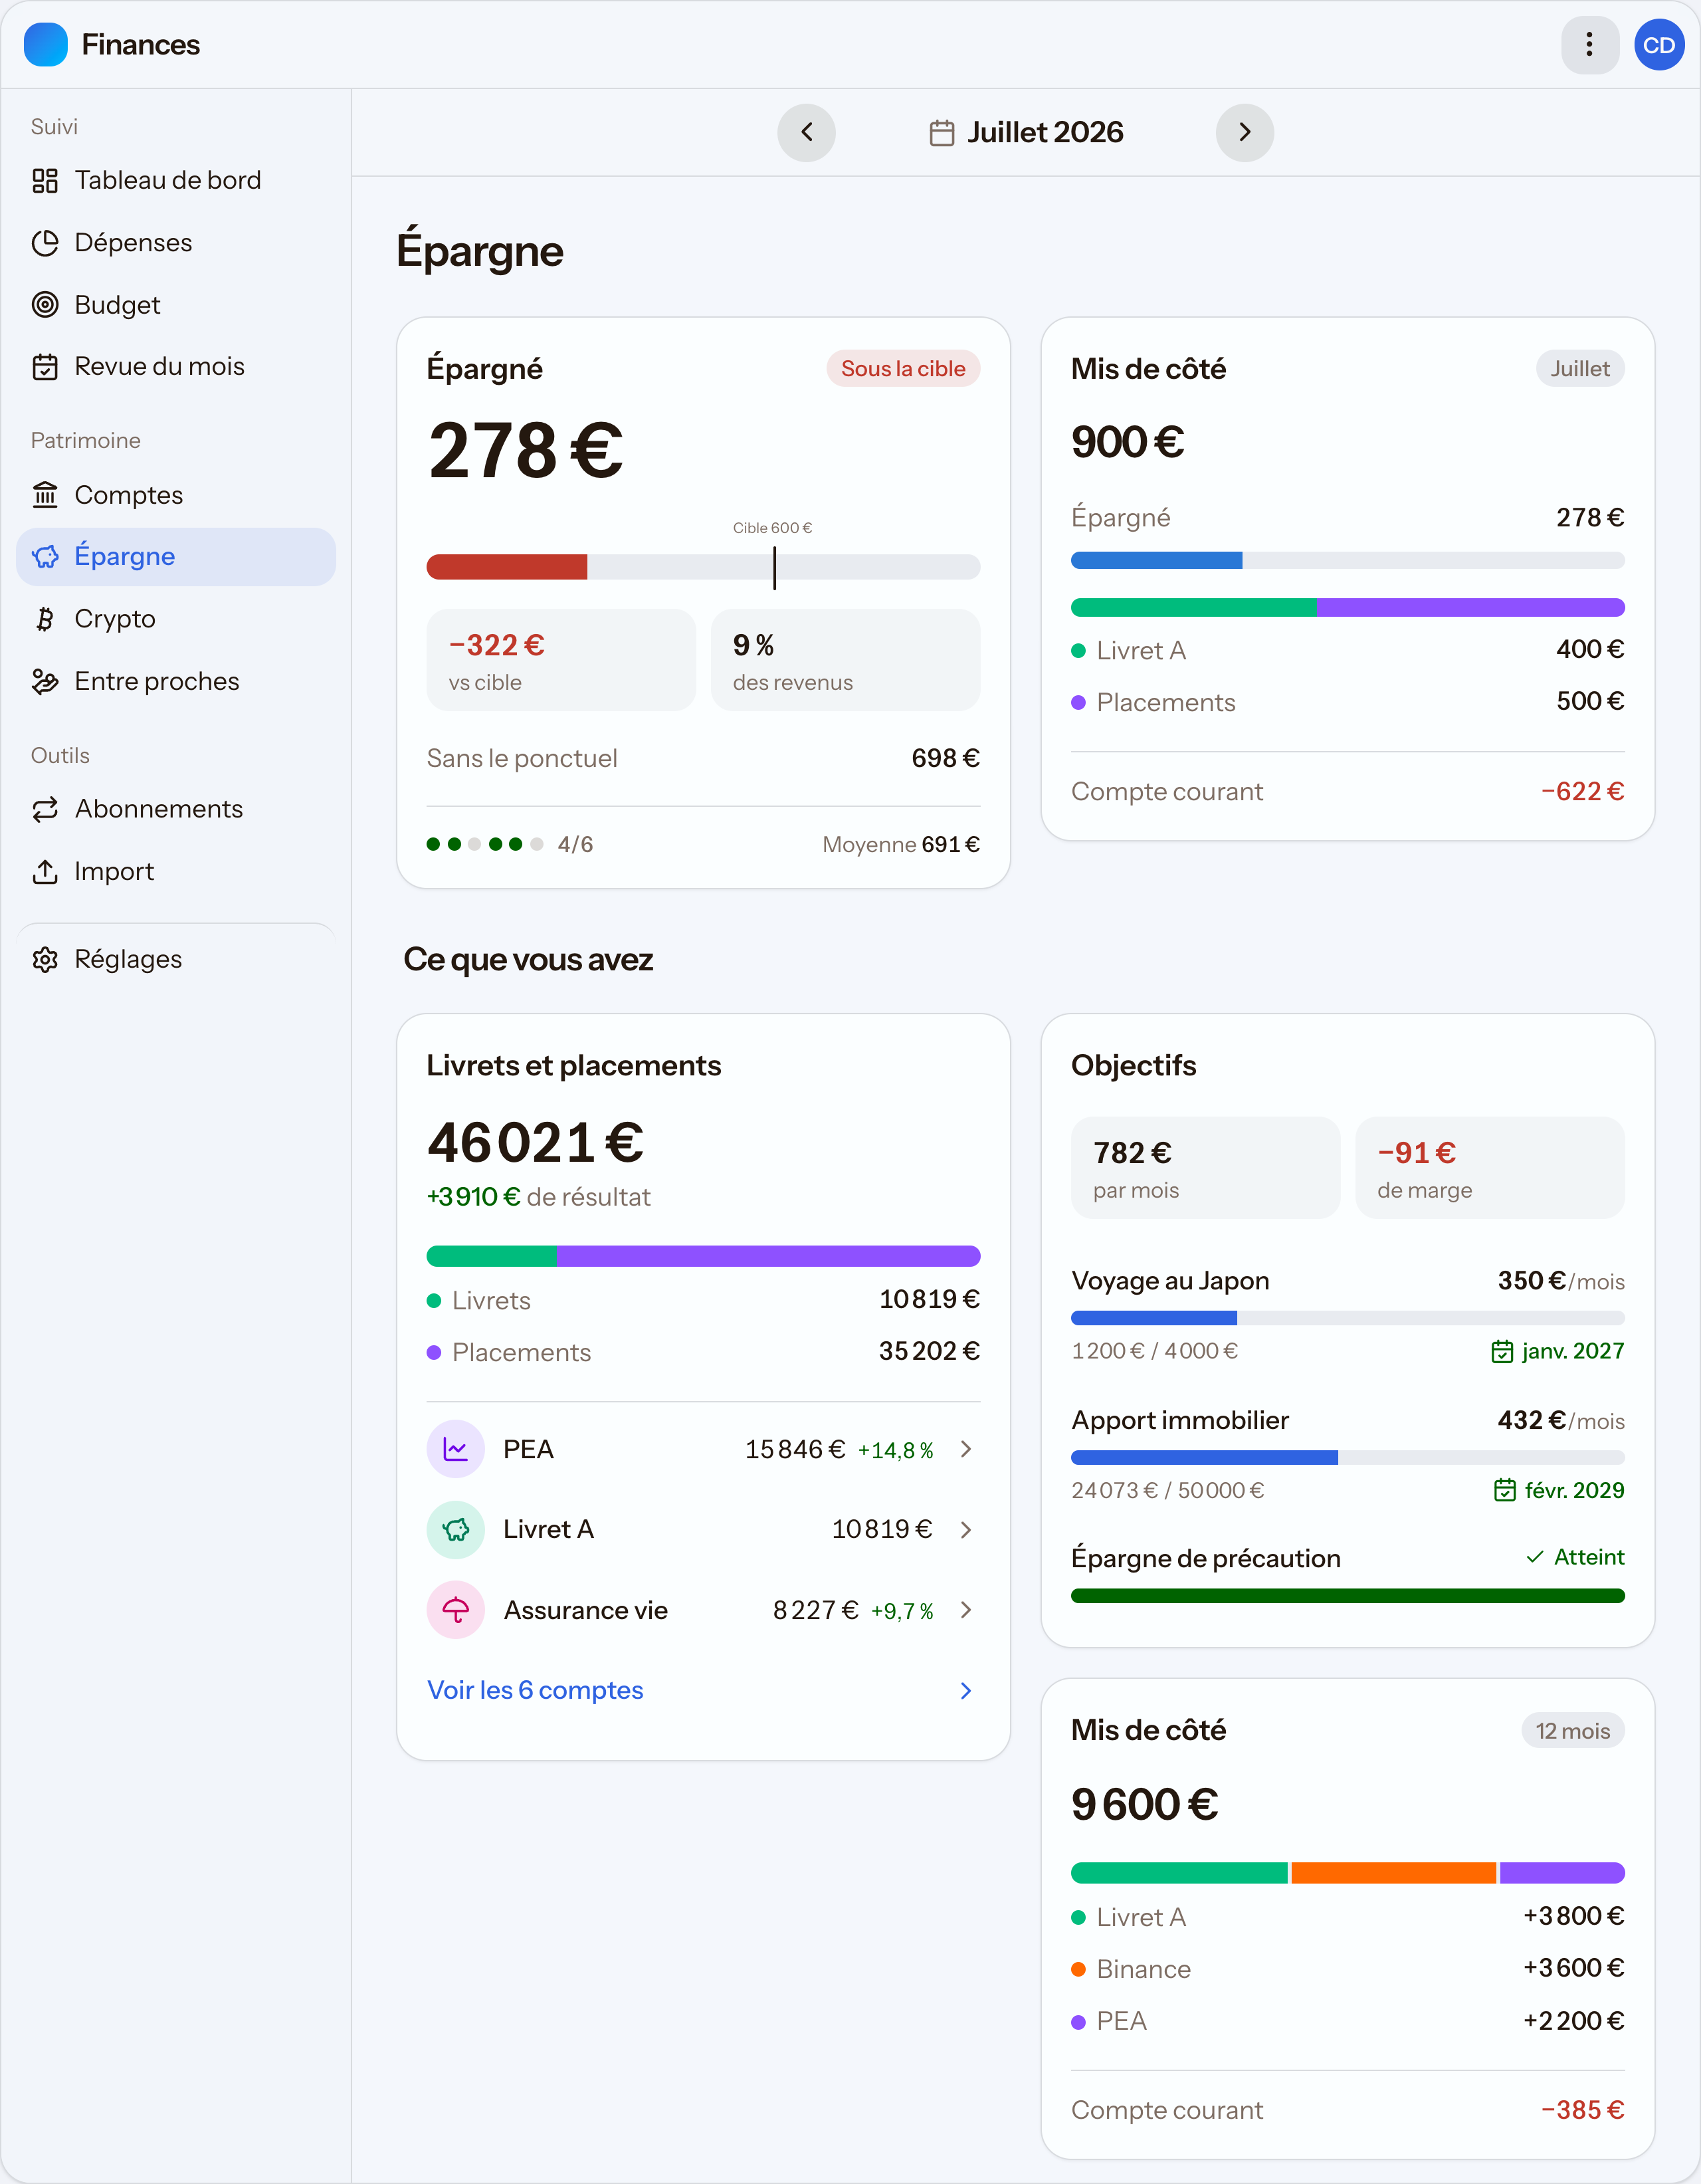 Finances
CD
Suivi
Tableau de bord
Dépenses
Budget
Revue du mois
Patrimoine
Comptes
Épargne
Crypto
Entre proches
Outils
Abonnements
Import
Réglages
Juillet 2026
Épargne
Épargné
Sous la cible
278 €
Cible 600 €
−322 €
vs cible
9 %
des revenus
Sans le ponctuel 698 €
4/6 Moyenne 691 €
Mis de côté
Juillet
900 €
Épargné 278 €
Livret A 400 €
Placements 500 €
Compte courant −622 €
Ce que vous avez
Livrets et placements
46 021 €
+3 910 € de résultat
Livrets 10 819 €
Placements 35 202 €
PEA 15 846 € +14,8 %
Livret A 10 819 €
Assurance vie 8 227 € +9,7 %
Voir les 6 comptes
Objectifs
782 €
par mois
−91 €
de marge
Voyage au Japon 350 €/mois
1 200 € / 4 000 € janv. 2027
Apport immobilier 432 €/mois
24 073 € / 50 000 € févr. 2029
Épargne de précaution Atteint
Mis de côté
12 mois
9 600 €
Livret A +3 800 €
Binance +3 600 €
PEA +2 200 €
Compte courant −385 €